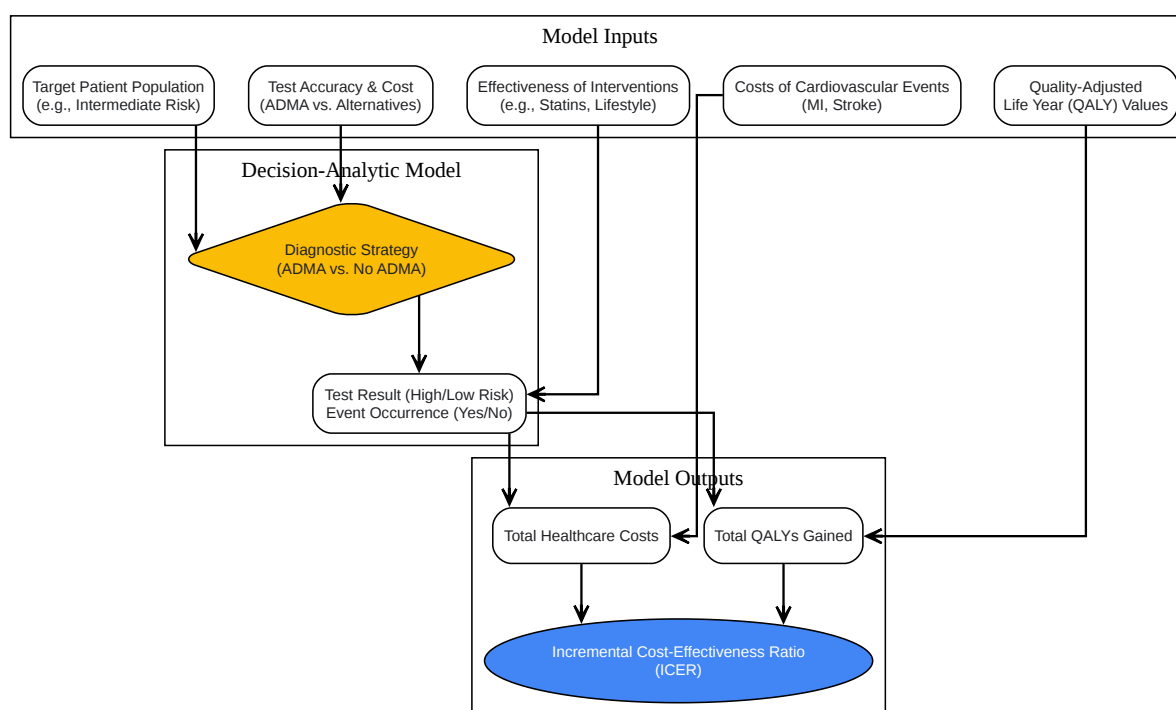 Model Inputs
Target Patient Population
(e.g., Intermediate Risk)
Test Accuracy & Cost
(ADMA vs. Alternatives)
Effectiveness of Interventions
(e.g., Statins, Lifestyle)
Costs of Cardiovascular Events
(MI, Stroke)
Quality-Adjusted
Life Year (QALY) Values
Decision-Analytic Model
Diagnostic Strategy
(ADMA vs. No ADMA)
Test Result (High/Low Risk)
Event Occurrence (Yes/No)
Model Outputs
Total Healthcare Costs
Total QALYs Gained
Incremental Cost-Effectiveness Ratio
(ICER)